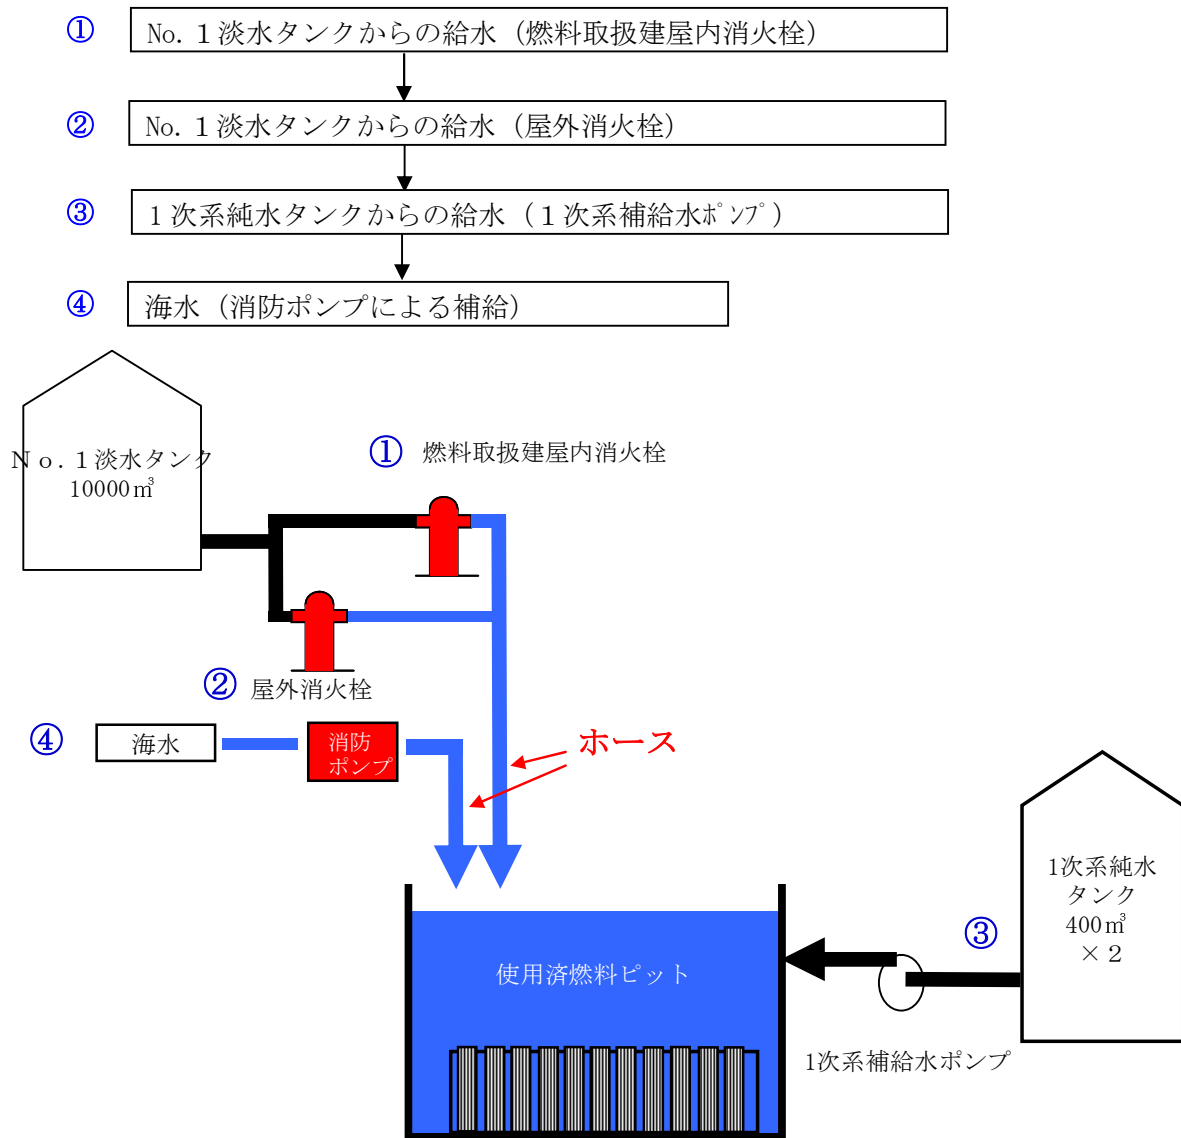 ① No.１淡水タンクからの給水（燃料取扱建屋内消火栓）
② No.１淡水タンクからの給水（屋外消火栓）
③ 1次系純水タンクからの給水（１次系補給水ﾎﾟﾝﾌﾟ）
④ 海水（消防ポンプによる補給）
Ｎｏ.１淡水タンク
10000㎥
① 燃料取扱建屋内消火栓
② 屋外消火栓
④ 海水
消防
ポンプ
ホース
1次系純水
タンク
400㎥
×２
③
使用済燃料ピット
1次系補給水ポンプ